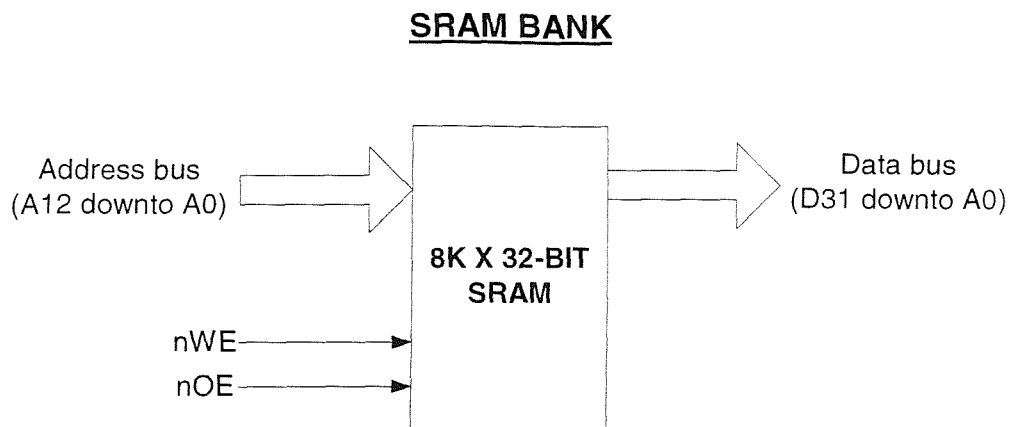 SRAM BANK
Address bus
(A12 downto A0)
Data bus
(D31 downto A0)
8K X 32-BIT
SRAM
nWE
nOE